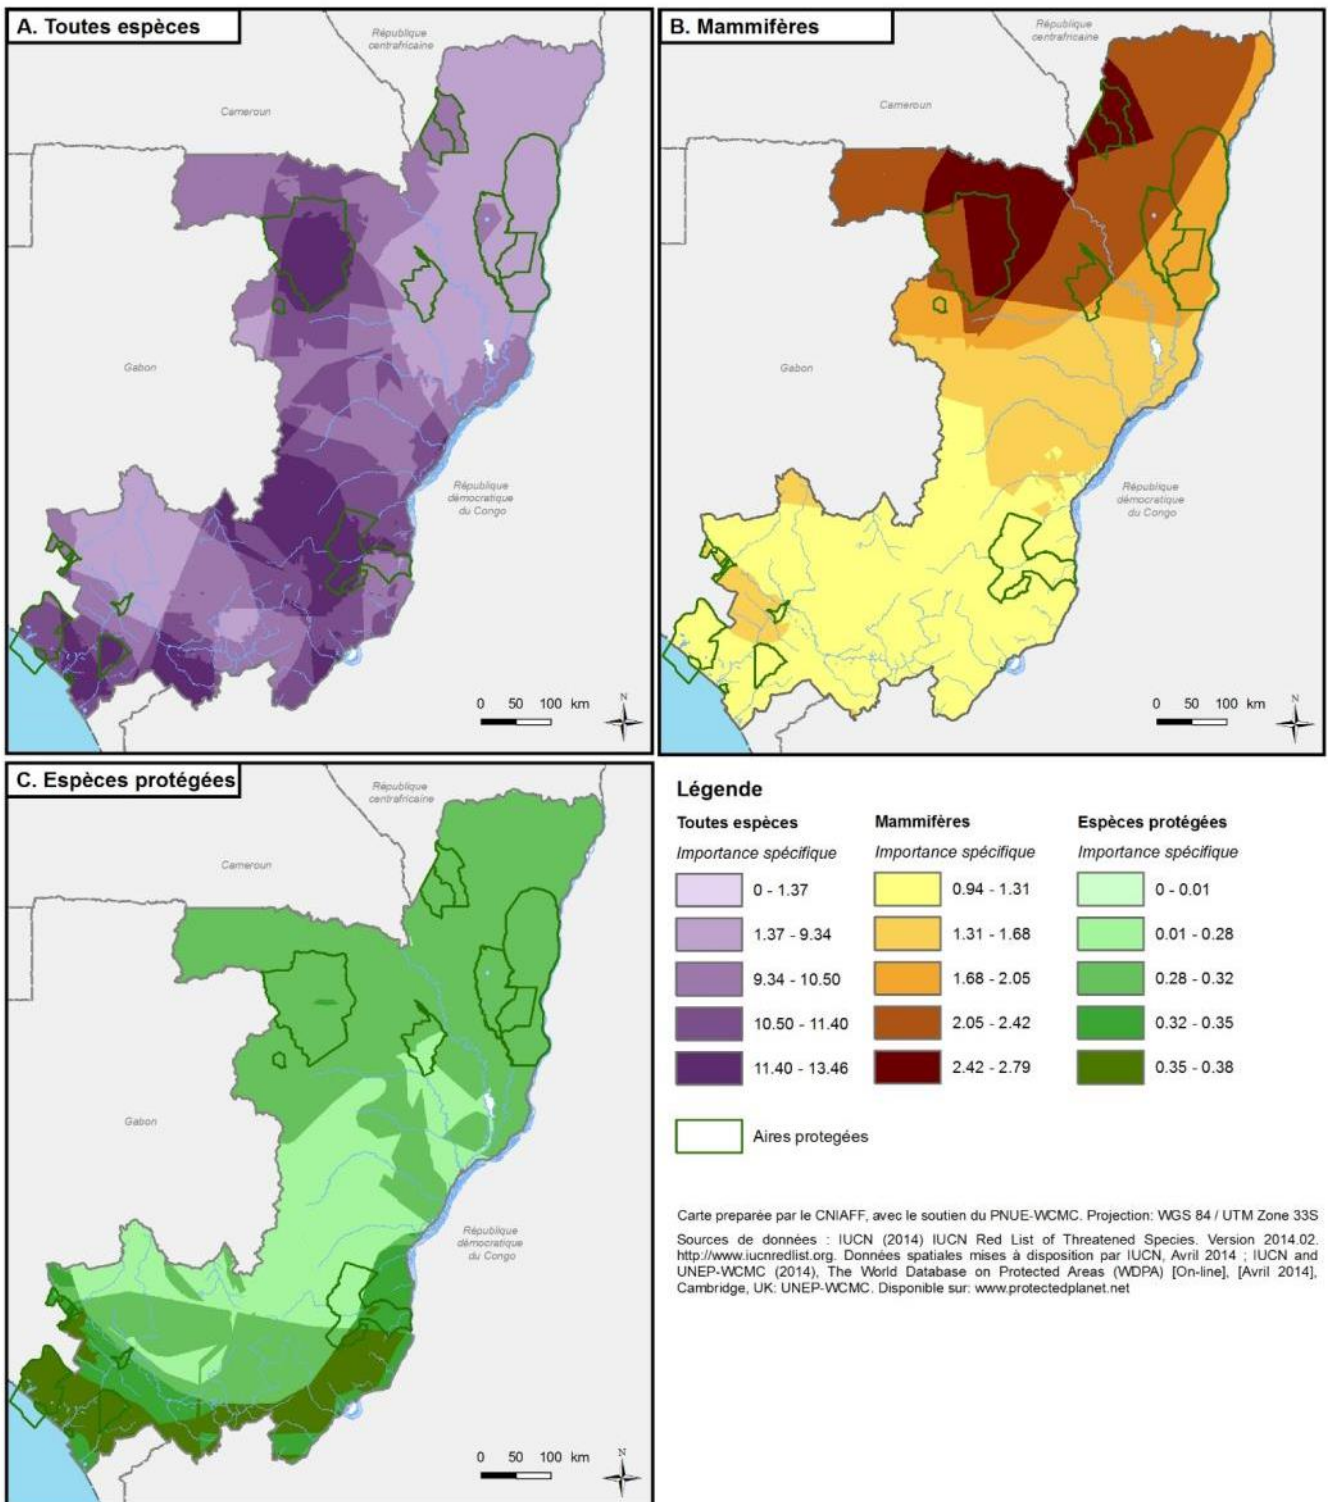 A. Toutes espèces
République
centrafricaine
Cameroun
Gabon
République
démocratique
du Congo
0 50 100 km
N
B. Mammifères
République
centrafricaine
Cameroun
Gabon
République
démocratique
du Congo
0 50 100 km
N
C. Espèces protégées
République
centrafricaine
Cameroun
Gabon
République
démocratique
du Congo
0 50 100 km
N
Légende
Toutes espèces
Importance spécifique
0 - 1.37
1.37 - 9.34
9.34 - 10.50
10.50 - 11.40
11.40 - 13.46
Mammifères
Importance spécifique
0.94 - 1.31
1.31 - 1.68
1.68 - 2.05
2.05 - 2.42
2.42 - 2.79
Espèces protégées
Importance spécifique
0 - 0.01
0.01 - 0.28
0.28 - 0.32
0.32 - 0.35
0.35 - 0.38
Aires protegées
Carte preparée par le CNIAFF, avec le soutien du PNUE-WCMC. Projection: WGS 84 / UTM Zone 33S
Sources de données : IUCN (2014) IUCN Red List of Threatened Species. Version 2014.02.
http://www.iucnredlist.org. Données spatiales mises à disposition par IUCN, Avril 2014 ; IUCN and
UNEP-WCMC (2014), The World Database on Protected Areas (WDPA) [On-line], [Avril 2014],
Cambridge, UK: UNEP-WCMC. Disponible sur: www.protectedplanet.net